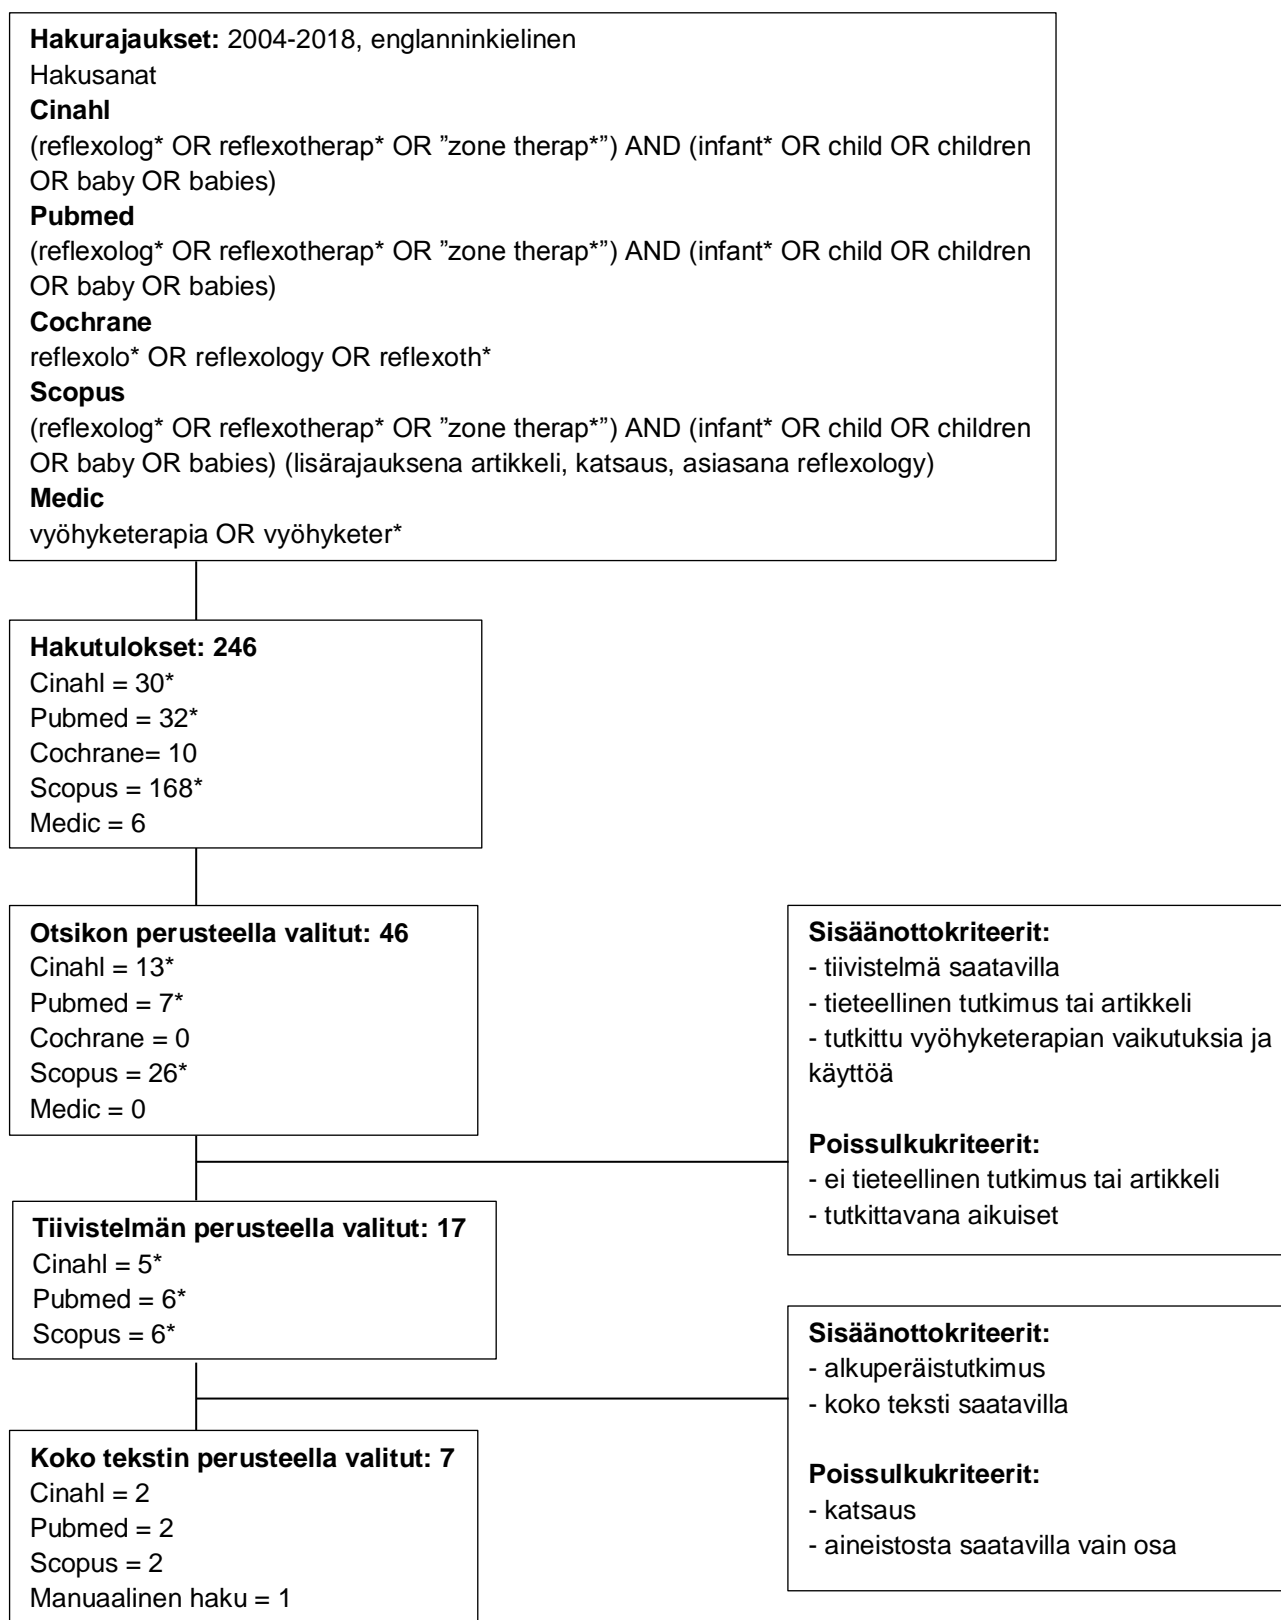 Hakurajaukset: 2004-2018, englanninkielinen
Hakusanat
Cinahl
(reflexolog* OR reflexotherap* OR ”zone therap*”) AND (infant* OR child OR children
OR baby OR babies)
Pubmed
(reflexolog* OR reflexotherap* OR ”zone therap*”) AND (infant* OR child OR children
OR baby OR babies)
Cochrane
reflexolo* OR reflexology OR reflexoth*
Scopus
(reflexolog* OR reflexotherap* OR ”zone therap*”) AND (infant* OR child OR children
OR baby OR babies) (lisärajauksena artikkeli, katsaus, asiasana reflexology)
Medic
vyöhyketerapia OR vyöhyketer*
Hakutulokset: 246
Cinahl = 30*
Pubmed = 32*
Cochrane= 10
Scopus = 168*
Medic = 6
Otsikon perusteella valitut: 46
Cinahl = 13*
Pubmed = 7*
Cochrane = 0
Scopus = 26*
Medic = 0
Sisäänottokriteerit:
- tiivistelmä saatavilla
- tieteellinen tutkimus tai artikkeli
- tutkittu vyöhyketerapian vaikutuksia ja
käyttöä
Poissulkukriteerit:
- ei tieteellinen tutkimus tai artikkeli
- tutkittavana aikuiset
Tiivistelmän perusteella valitut: 17
Cinahl = 5*
Pubmed = 6*
Scopus = 6*
Sisäänottokriteerit:
- alkuperäistutkimus
- koko teksti saatavilla
Poissulkukriteerit:
- katsaus
- aineistosta saatavilla vain osa
Koko tekstin perusteella valitut: 7
Cinahl = 2
Pubmed = 2
Scopus = 2
Manuaalinen haku = 1